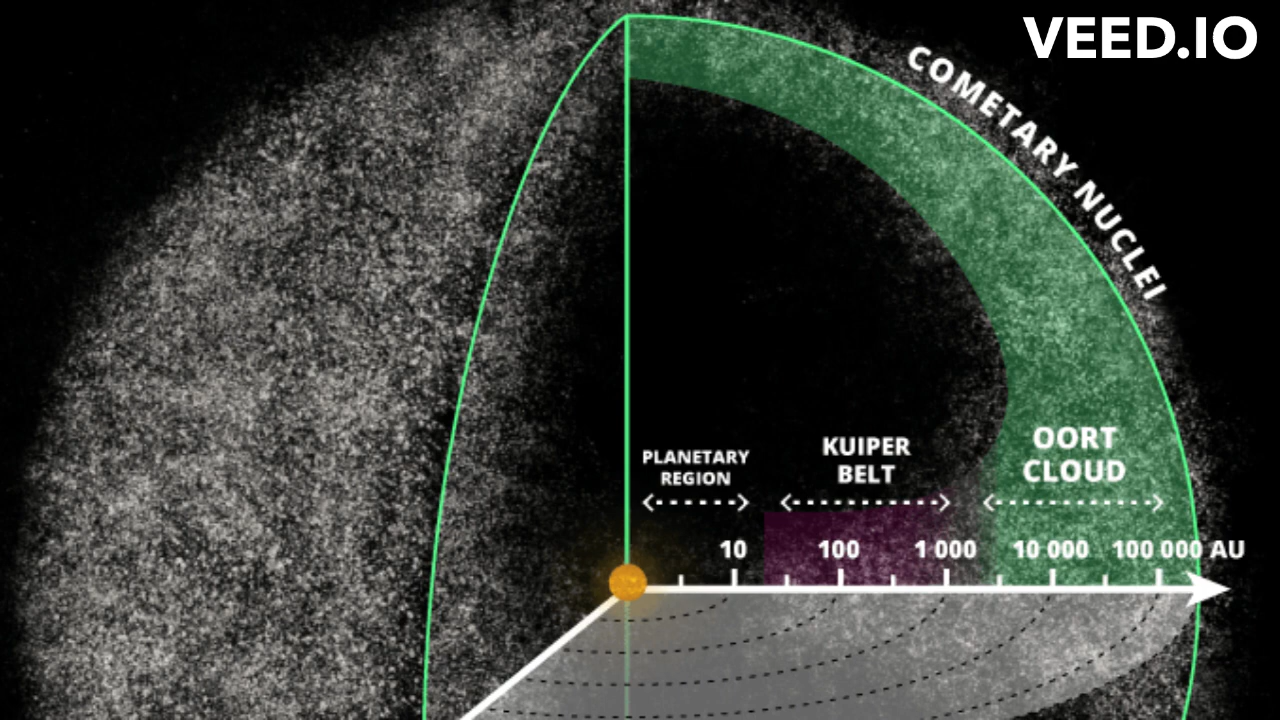 VEED.IO
COMETARY NUCLEI
PLANETARY
REGION
KUIPER
BELT
OORT
CLOUD
10 100 1 000 10 000 100 000 AU